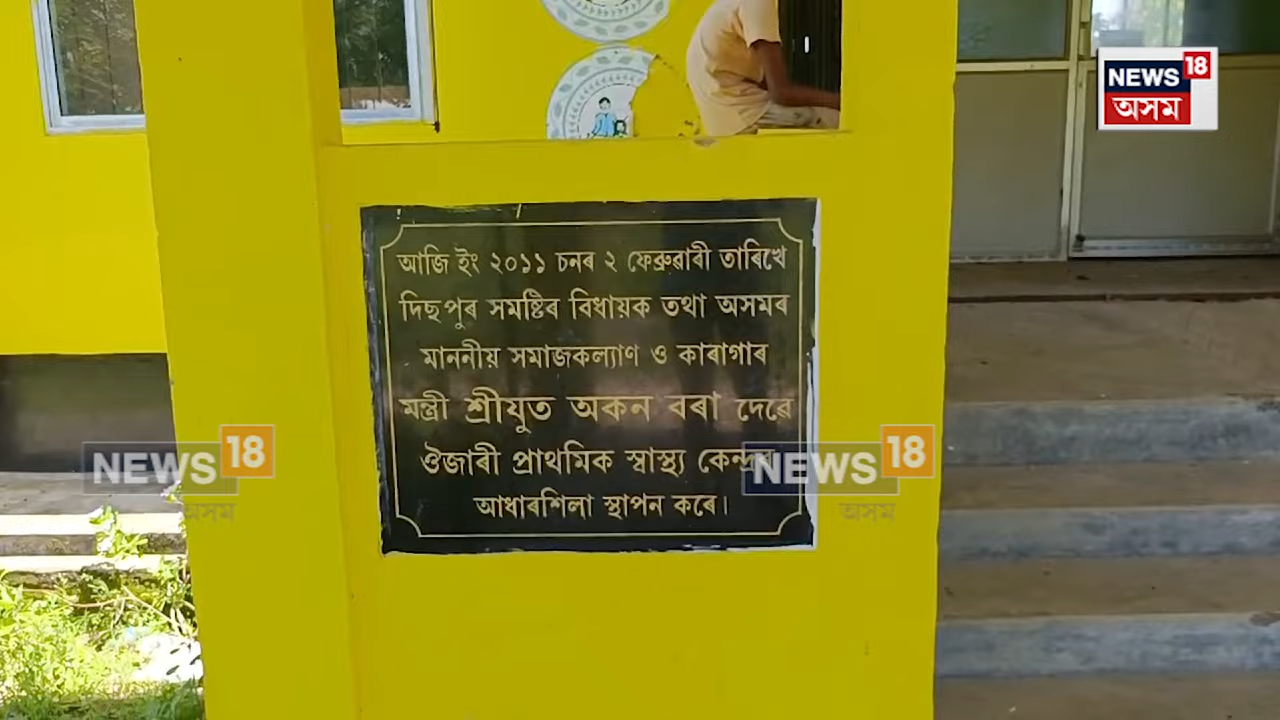 NEWS 18
অসম
আজি ইং ২০১১ চনৰ ২ ফেব্ৰুৱাৰী তাৰিখে
দিছপুৰ সমষ্টিৰ বিধায়ক তথা অসমৰ
মাননীয় সমাজকল্যাণ ও কাৰাগাৰ
মন্ত্ৰী শ্ৰীযুত অকন বৰা দেৱে
ঔজাৰী প্ৰাথমিক স্বাস্থ্য কেন্দ্ৰৰ
আধাৰশিলা স্থাপন কৰে।
NEWS 18
অসম
NEWS 18
অসম